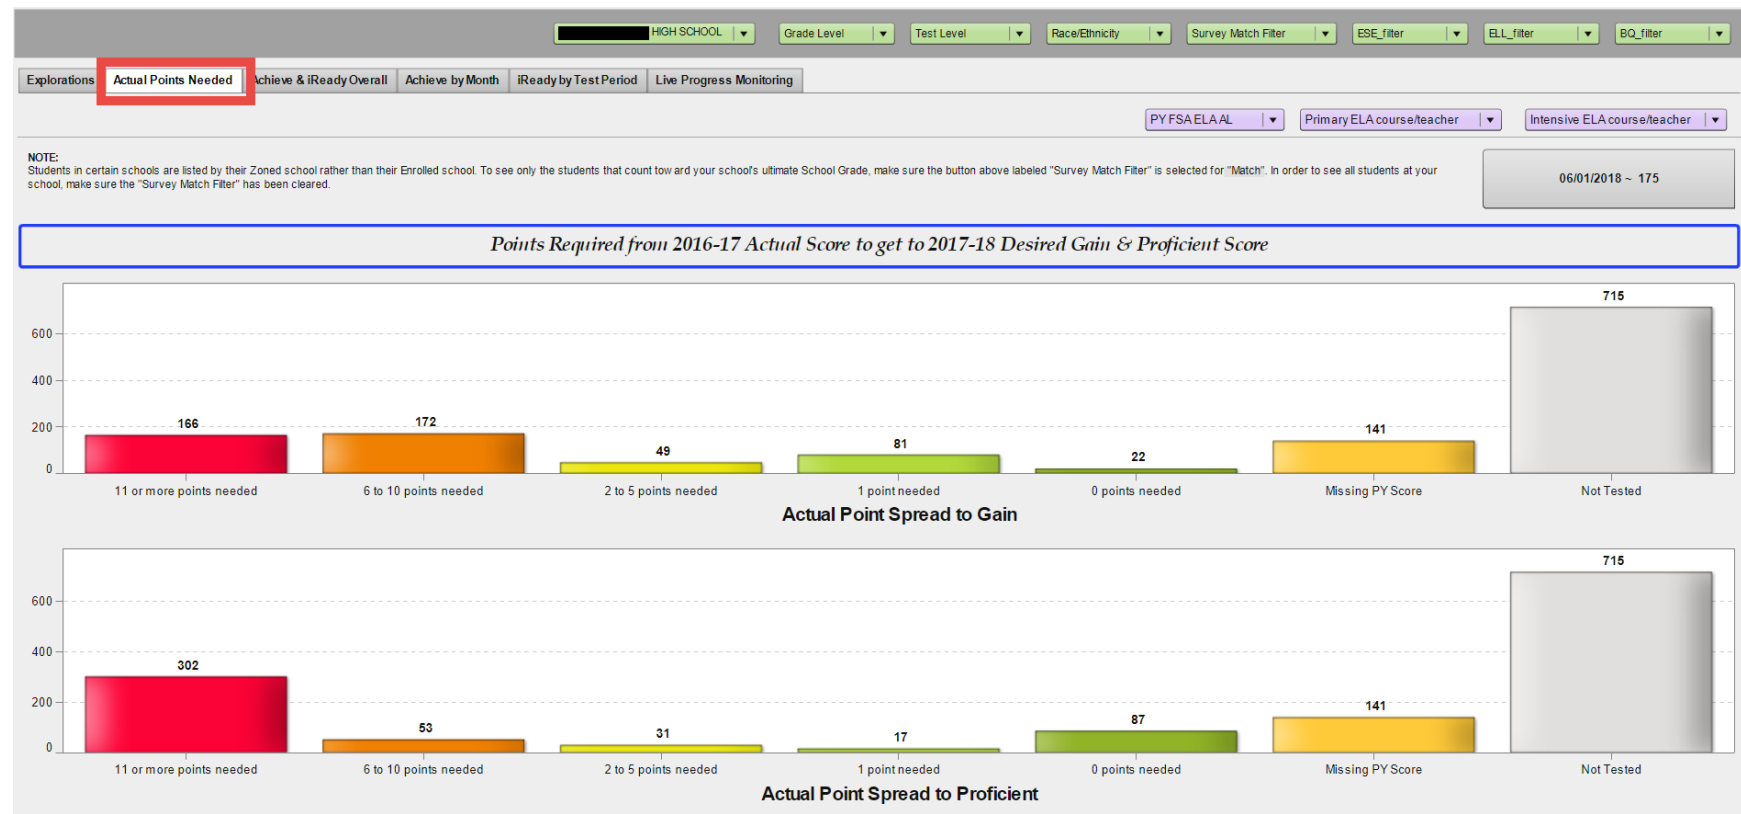 HIGH SCHOOL
Grade Level
Test Level
Race/Ethnicity
Survey Match Filter
ESE_filter
ELL_filter
BQ_filter
Explorations
Actual Points Needed
Achieve & iReady Overall
Achieve by Month
iReady by Test Period
Live Progress Monitoring
PY FSA ELA AL
Primary ELA course/teacher
Intensive ELA course/teacher
NOTE:
Students in certain schools are listed by their Zoned school rather than their Enrolled school. To see only the students that count toward your school's ultimate School Grade, make sure the button above labeled "Survey Match Filter" is selected for "Match". In order to see all students at your
school, make sure the "Survey Match Filter" has been cleared.
06/01/2018 ~ 175
Points Required from 2016-17 Actual Score to get to 2017-18 Desired Gain & Proficient Score
600
400
200
0
166
172
49
81
22
141
715
11 or more points needed
6 to 10 points needed
2 to 5 points needed
1 point needed
0 points needed
Missing PY Score
Not Tested
Actual Point Spread to Gain
600
400
200
0
302
53
31
17
87
141
715
11 or more points needed
6 to 10 points needed
2 to 5 points needed
1 point needed
0 points needed
Missing PY Score
Not Tested
Actual Point Spread to Proficient